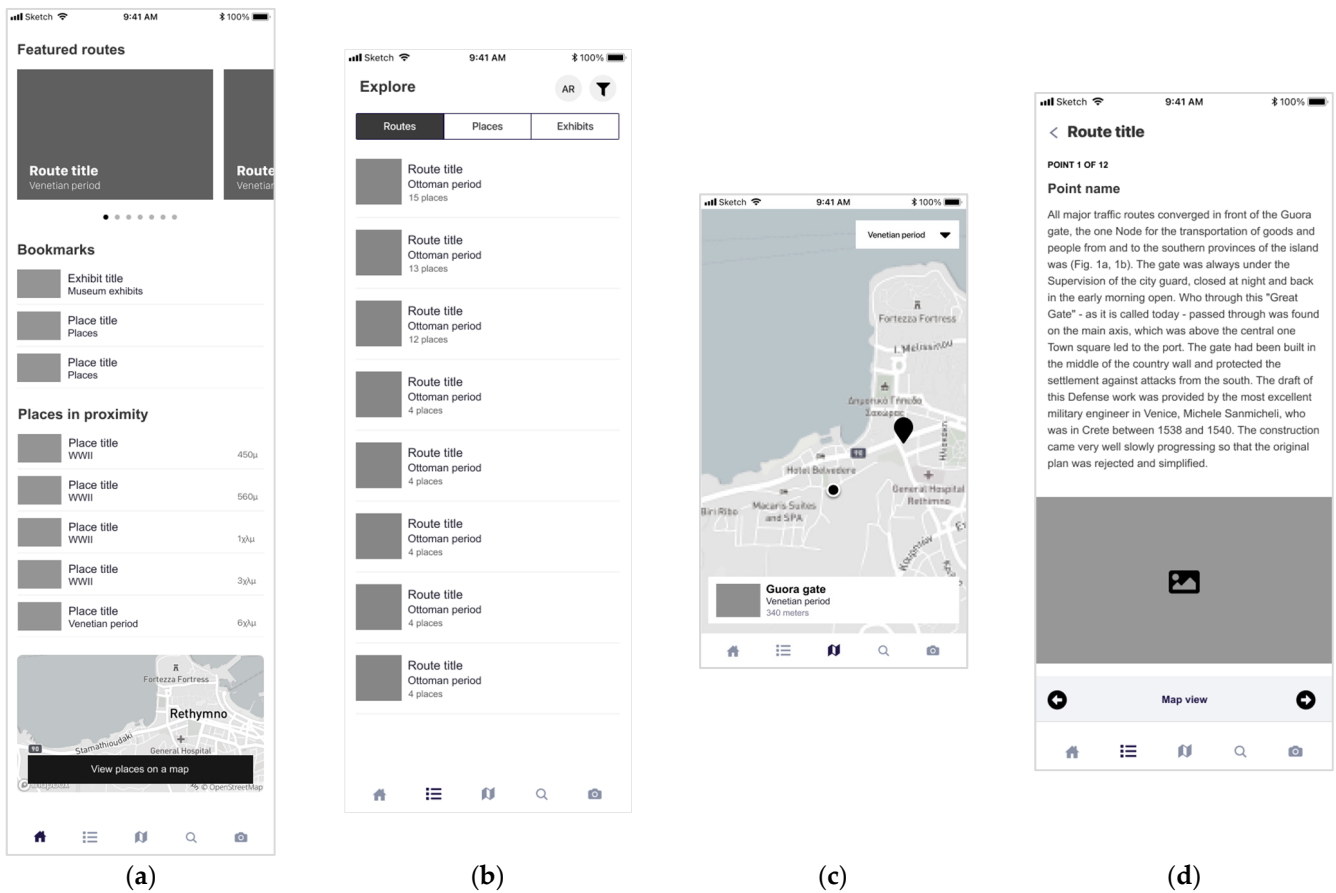 Sketch 9:41 AM 100%
Featured routes
Route title
Venetian period
Route
Venetian
Bookmarks
Exhibit title
Museum exhibits
Place title
Places
Place title
Places
Places in proximity
Place title
WWII 450μ
Place title
WWII 560μ
Place title
WWII 1χλμ
Place title
WWII 3χλμ
Place title
Venetian period 6χλμ
Fortezza Fortress
Rethymno
Stamathioudaki
90
General Hospital
View places on a map
mapbox © OpenStreetMap
(a)
Sketch 9:41 AM 100%
Explore AR
Routes Places Exhibits
Route title
Ottoman period
15 places
Route title
Ottoman period
13 places
Route title
Ottoman period
12 places
Route title
Ottoman period
4 places
Route title
Ottoman period
4 places
Route title
Ottoman period
4 places
Route title
Ottoman period
4 places
Route title
Ottoman period
4 places
(b)
Sketch 9:41 AM 100%
Venetian period
Fortezza Fortress
Δημοτικό Γήπεδο
90
Hotel Belvedere
General Hospital
Rethimno
Macaris Suites
and SPA
Biri Ribo
Guora gate
Venetian period
340 meters
(c)
Sketch 9:41 AM 100%
Route title
POINT 1 OF 12
Point name
All major traffic routes converged in front of the Guora
gate, the one Node for the transportation of goods and
people from and to the southern provinces of the island
was (Fig. 1a, 1b). The gate was always under the
Supervision of the city guard, closed at night and back
in the early morning open. Who through this "Great
Gate" - as it is called today - passed through was found
on the main axis, which was above the central one
Town square led to the port. The gate had been built in
the middle of the country wall and protected the
settlement against attacks from the south. The draft of
this Defense work was provided by the most excellent
military engineer in Venice, Michele Sanmicheli, who
was in Crete between 1538 and 1540. The construction
came very well slowly progressing so that the original
plan was rejected and simplified.
Map view
(d)